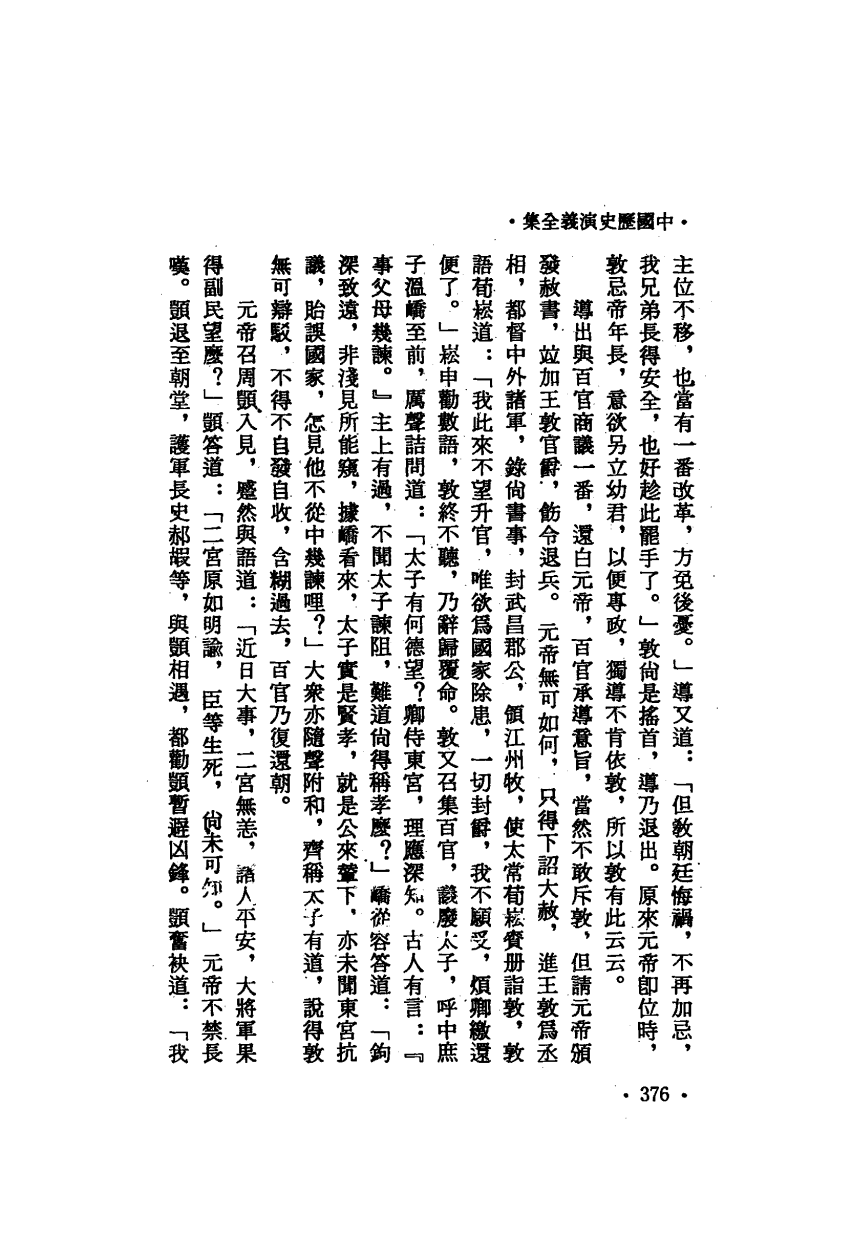 •中國歷史演義全集•
主位不移，也當有一番改革，方免後憂。」導又道：「但敎朝廷悔禍，不再加忌，
我兄弟長得安全，也好趁此罷手了。」敦尙是搖首，導乃退出。原來元帝卽位時，
敦忌帝年長，意欲另立幼君，以便專政，獨導不肯依敦，所以敦有此云云。
導出與百官商議一番，還白元帝，百官承導意旨，當然不敢斥敦，但請元帝頒
發赦書，竝加王敦官爵，飭令退兵。元帝無可如何，只得下詔大赦，進王敦爲丞
相，都督中外諸軍，錄尙書事，封武昌郡公，領江州牧，使太常荀崧賫册詣敦，敦
語荀崧道：「我此來不望升官，唯欲爲國家除患，一切封爵，我不願受，煩卿繳還
便了。」崧申勸數語，敦終不聽，乃辭歸覆命。敦又召集百官，議廢太子，呼中庶
子溫嶠至前，厲聲詰問道：「太子有何德望？卿侍東宮，理應深知。古人有言：『
事父母幾諫。』主上有過，不聞太子諫阻，難道尙得稱孝麼？」嶠從容答道：「鉤
深致遠，非淺見所能窺，據嶠看來，太子實是賢孝，就是公來輦下，亦未聞東宮抗
議，貽誤國家，怎見他不從中幾諫哩？」大衆亦隨聲附和，齊稱太子有道，說得敦
無可辯駁，不得不自發自收，含糊過去，百官乃復還朝。
元帝召周顗入見，蹙然與語道：「近日大事，二宮無恙，諸人平安，大將軍果
得副民望麼？」顗答道：「二宮原如明諭，臣等生死，尙未可知。」元帝不禁長
嘆。顗退至朝堂，護軍長史郝嘏等，與顗相遇，都勸顗暫避凶鋒。顗奮袂道：「我
•376•